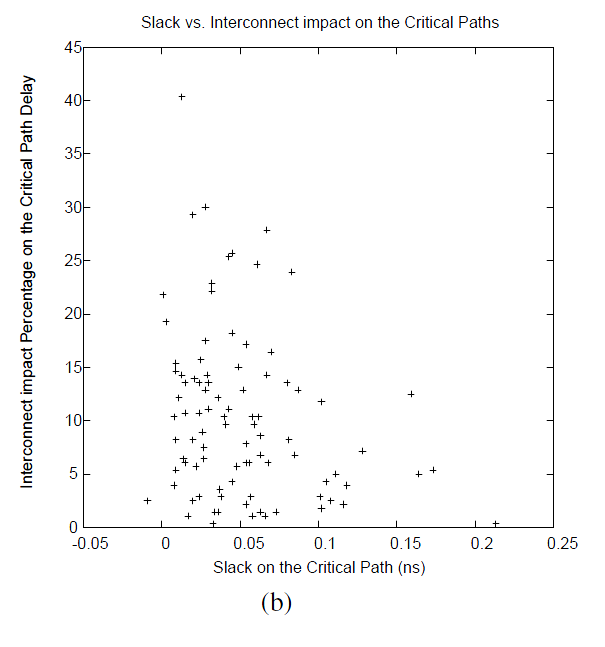 Slack vs. Interconnect impact on the Critical Paths
Interconnect impact Percentage on the Critical Path Delay
45
40
35
30
25
20
15
10
5
0
-0.05 0 0.05 0.1 0.15 0.2 0.25
Slack on the Critical Path (ns)
(b)